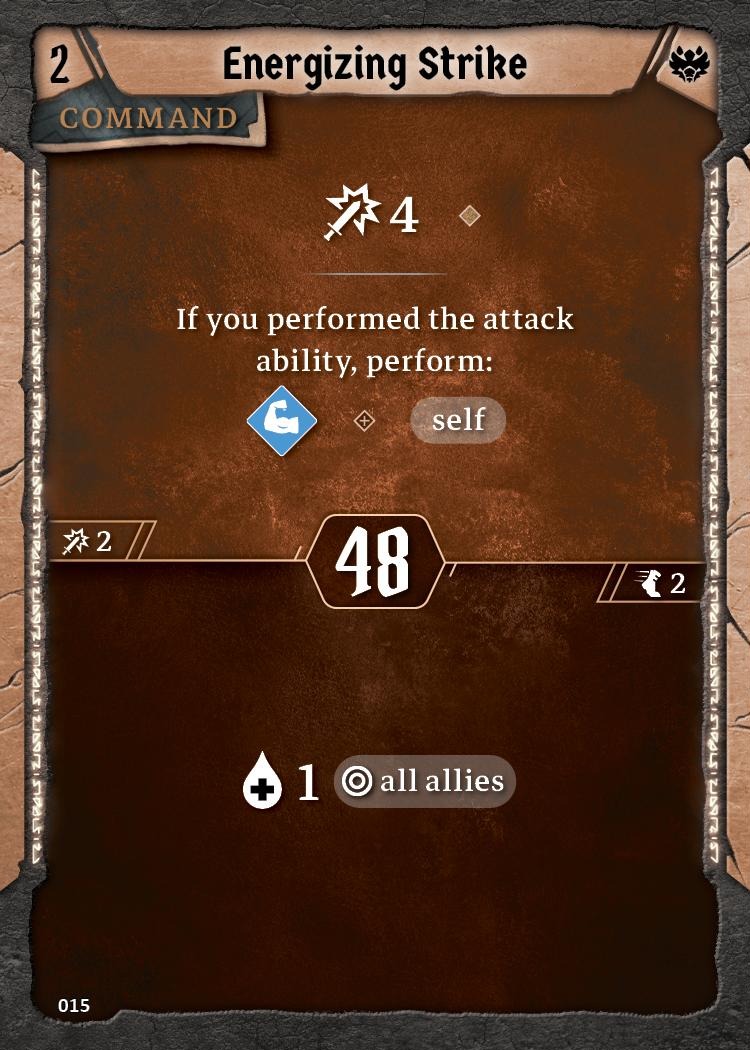 2
Energizing Strike
COMMAND
4
If you performed the attack
ability, perform:
self
2
48
2
1 all allies
015